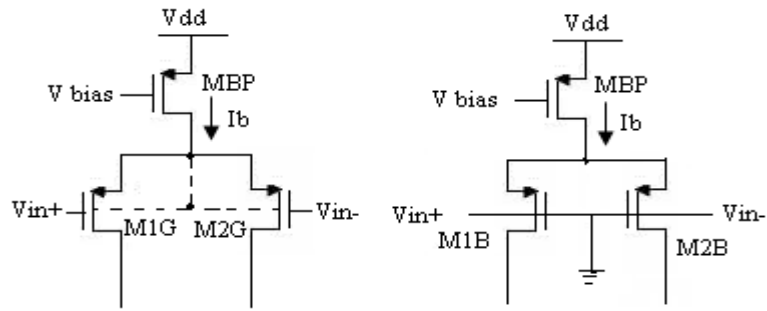 Vdd
V bias
MBP
Ib
Vin+
M1G
M2G
Vin-
Vdd
V bias
MBP
Ib
Vin+
M1B
M2B
Vin-